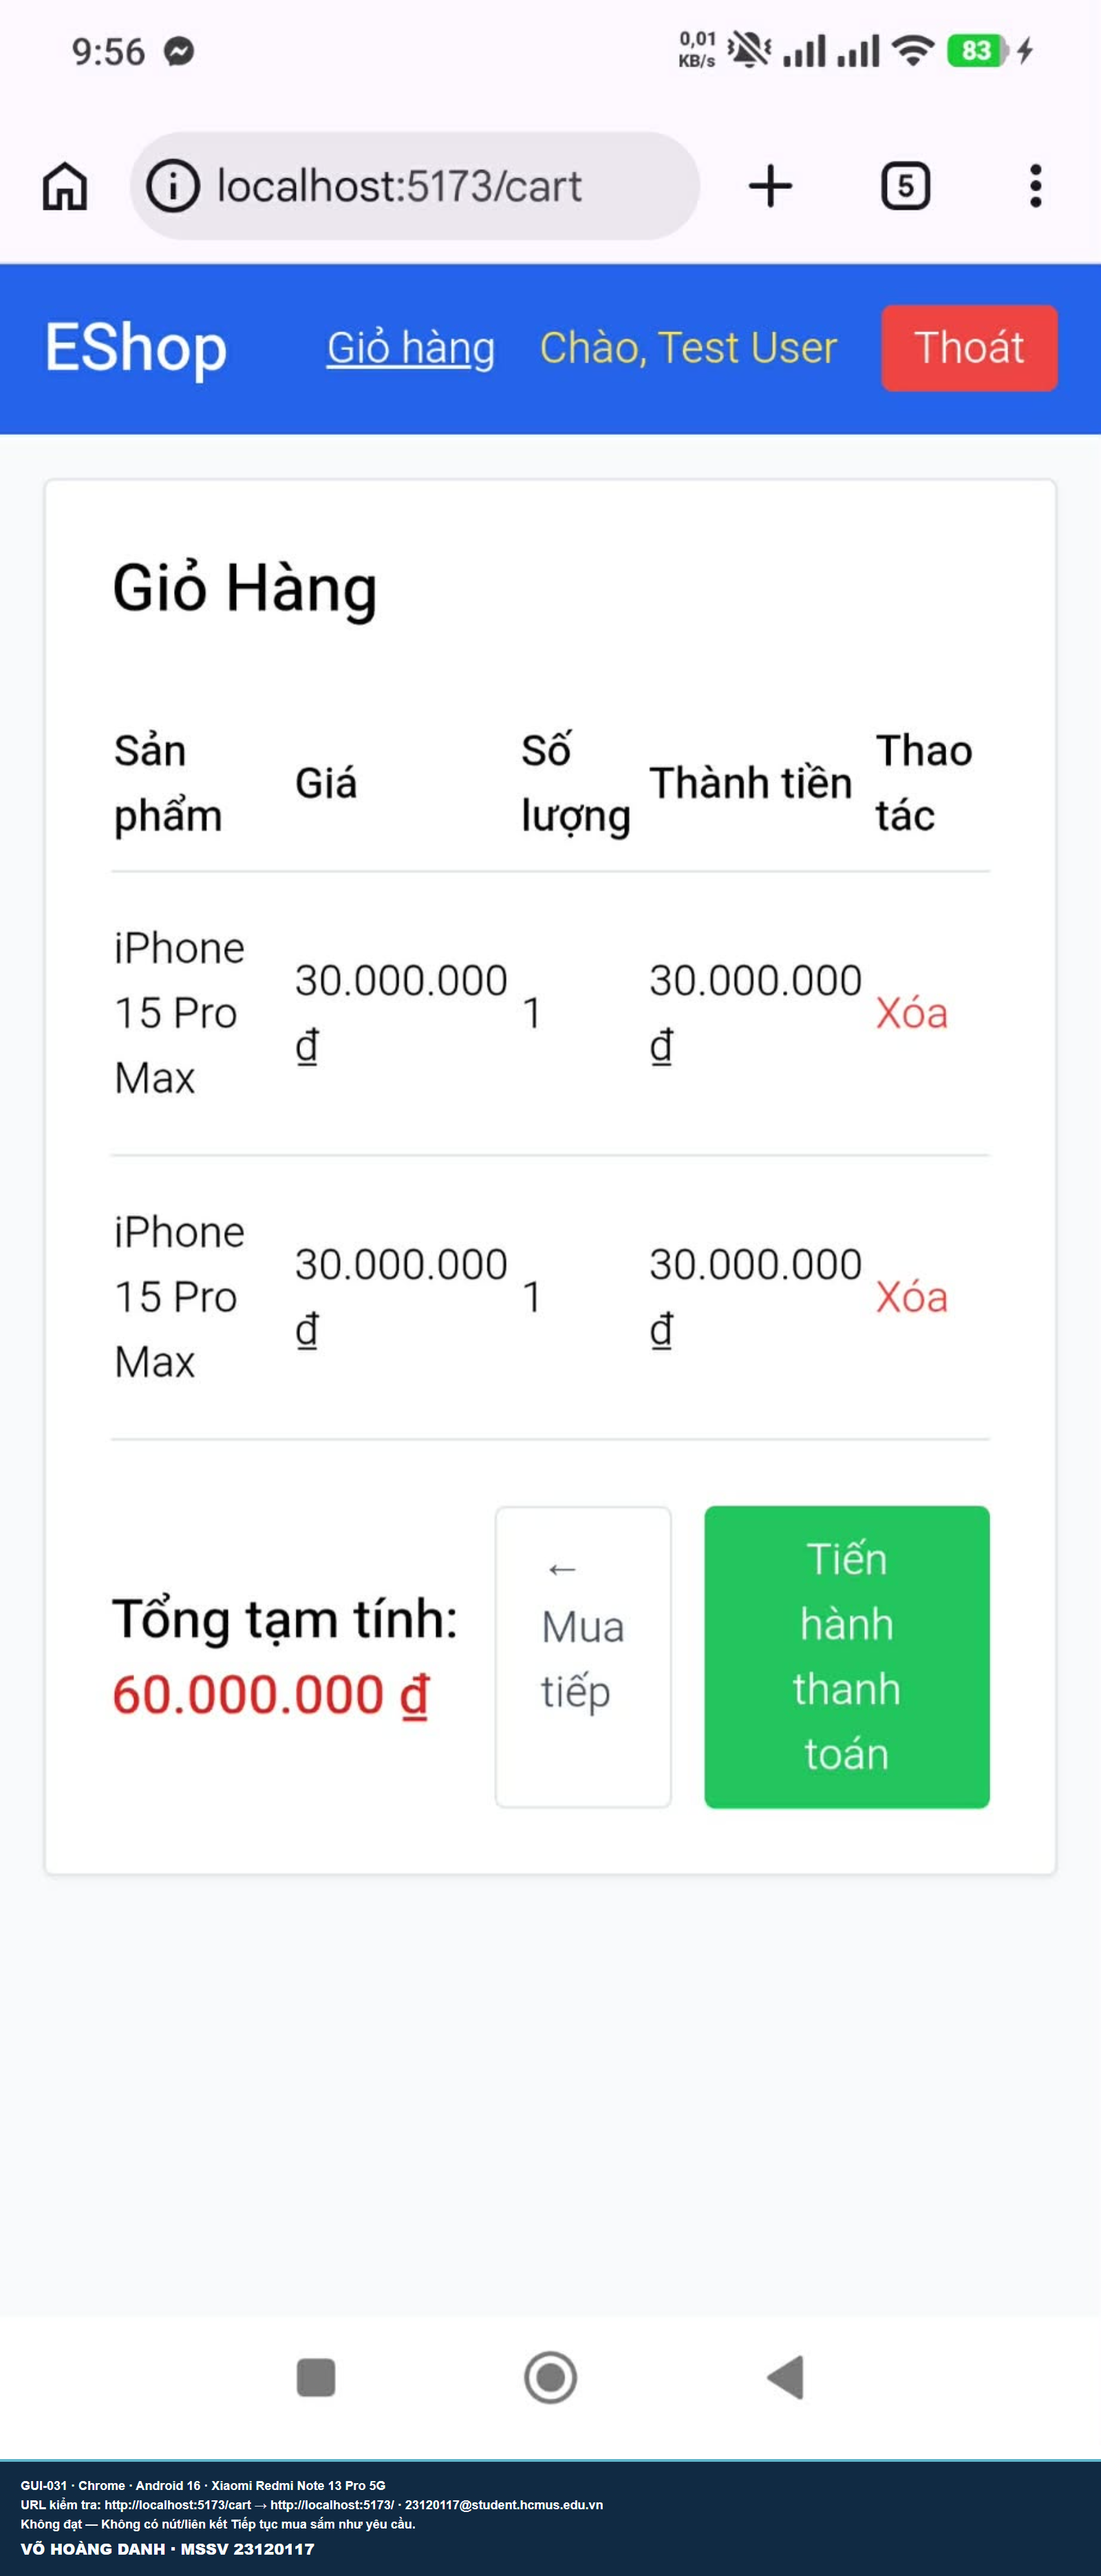 9:56
0,01
KB/s
83
localhost:5173/cart
5
EShop
Giỏ hàng
Chào, Test User
Thoát
Giỏ Hàng
Sản phẩm
Giá
Số lượng
Thành tiền
Thao tác
iPhone 15 Pro Max
30.000.000 ₫
1
30.000.000 ₫
Xóa
iPhone 15 Pro Max
30.000.000 ₫
1
30.000.000 ₫
Xóa
Tổng tạm tính:
60.000.000 ₫
← Mua tiếp
Tiến hành thanh toán
GUI-031 · Chrome · Android 16 · Xiaomi Redmi Note 13 Pro 5G
URL kiểm tra: http://localhost:5173/cart → http://localhost:5173/ · 23120117@student.hcmus.edu.vn
Không đạt — Không có nút/liên kết Tiếp tục mua sắm như yêu cầu.
VÕ HOÀNG DANH · MSSV 23120117